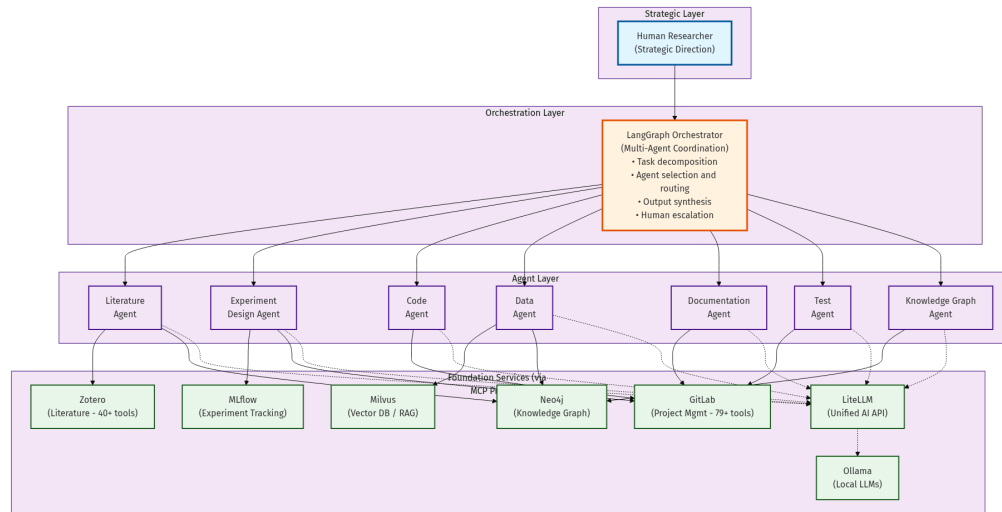 Strategic Layer
Human Researcher
(Strategic Direction)
Orchestration Layer
LangGraph Orchestrator
(Multi-Agent Coordination)
• Task decomposition
• Agent selection and
routing
• Output synthesis
• Human escalation
Agent Layer
Literature
Agent
Experiment
Design Agent
Code
Agent
Data
Agent
Documentation
Agent
Test
Agent
Knowledge Graph
Agent
Foundation Services (via
MCP
Zotero
(Literature - 40+ tools)
MLflow
(Experiment Tracking)
Milvus
(Vector DB / RAG)
Neo4j
(Knowledge Graph)
GitLab
(Project Mgmt - 79+ tools)
LiteLLM
(Unified AI API)
Ollama
(Local LLMs)